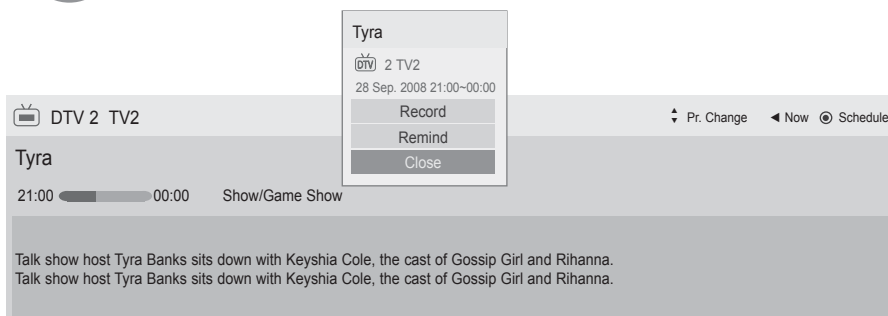 Tyra
DTV 2 TV2
28 Sep. 2008 21:00~00:00
Record
Remind
Close
DTV 2 TV2
Pr. Change ◀ Now ◉ Schedule
Tyra
21:00 00:00 Show/Game Show
Talk show host Tyra Banks sits down with Keyshia Cole, the cast of Gossip Girl and Rihanna.
Talk show host Tyra Banks sits down with Keyshia Cole, the cast of Gossip Girl and Rihanna.